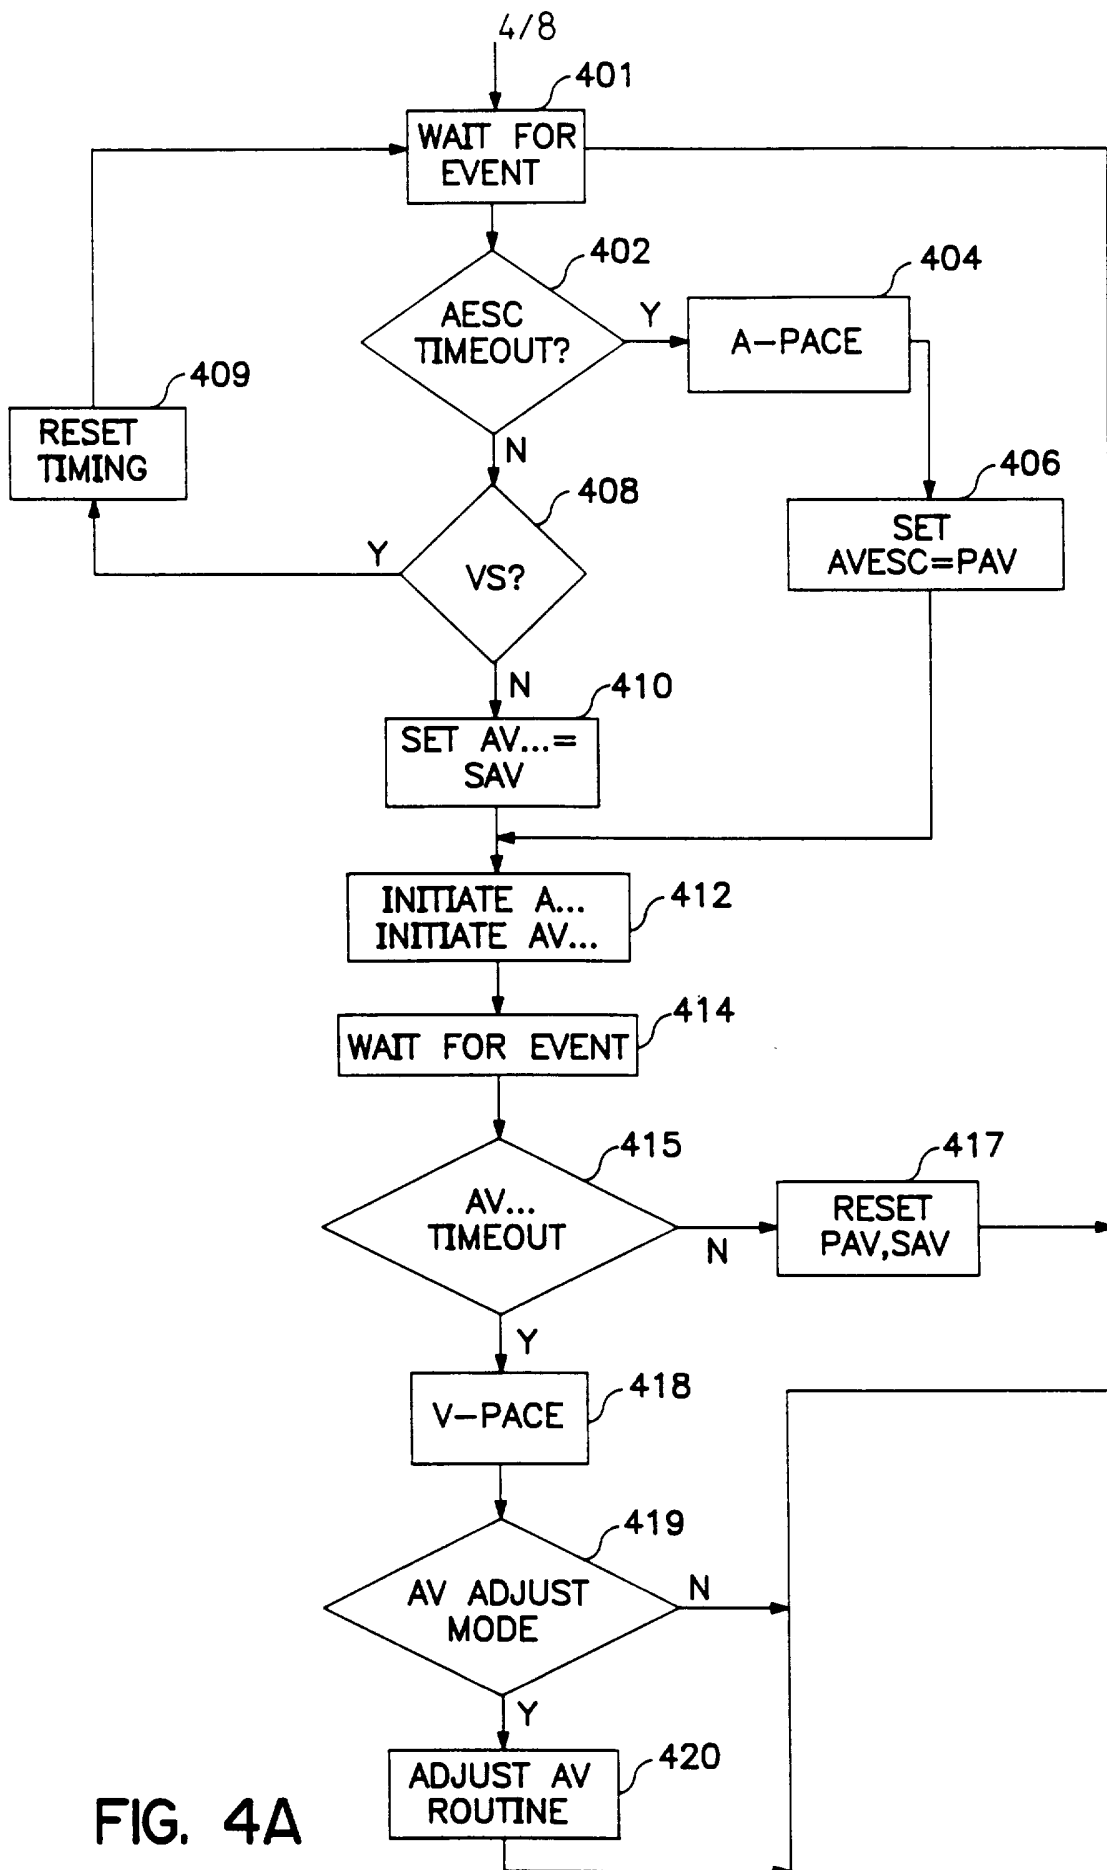 4/8
401
WAIT FOR
EVENT
402
AESC
TIMEOUT?
Y
404
A-PACE
N
409
RESET
TIMING
406
SET
AVESC=PAV
408
VS?
Y
N
410
SET AV...=
SAV
412
INITIATE A...
INITIATE AV...
414
WAIT FOR EVENT
415
AV...
TIMEOUT
N
417
RESET
PAV,SAV
Y
418
V-PACE
419
AV ADJUST
MODE
N
Y
420
ADJUST AV
ROUTINE
FIG. 4A